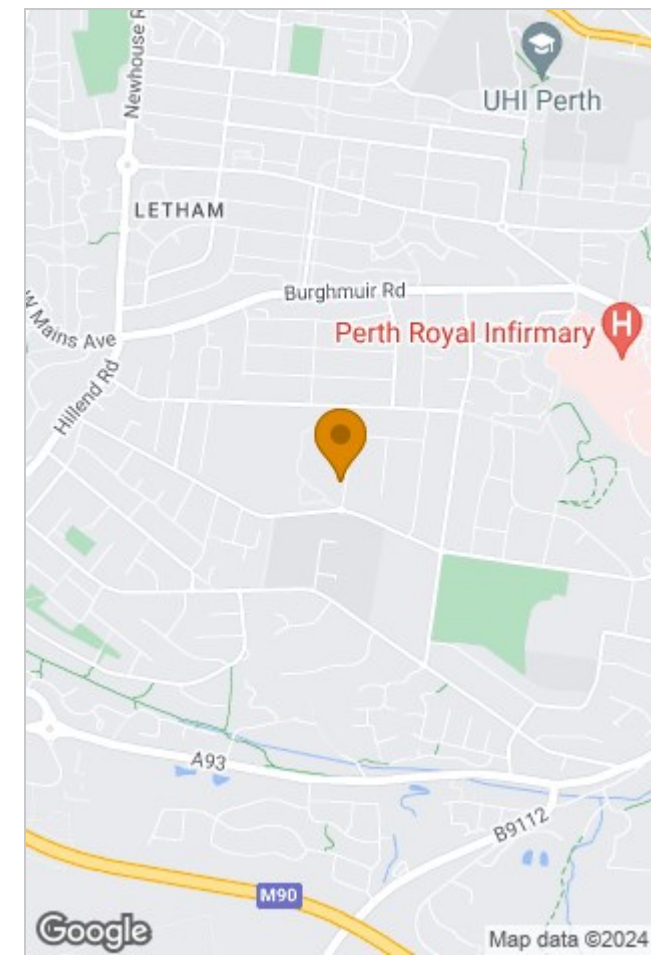 Newhouse R
UHI Perth
LETHAM
Burghmuir Rd
W Mains Ave
Perth Royal Infirmary
H
Hillend Rd
A93
B9112
M90
Google
Map data ©2024